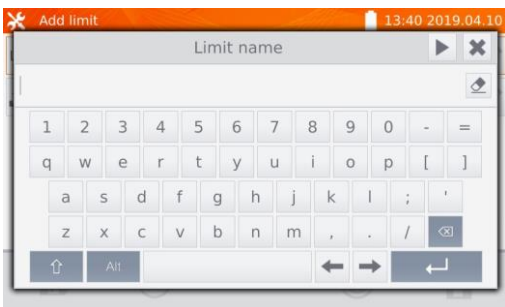 Add limit 13:40 2019.04.10
Limit name
1 2 3 4 5 6 7 8 9 0 - =
q w e r t y u i o p [ ]
a s d f g h j k l ; '
z x c v b n m , . /
Alt